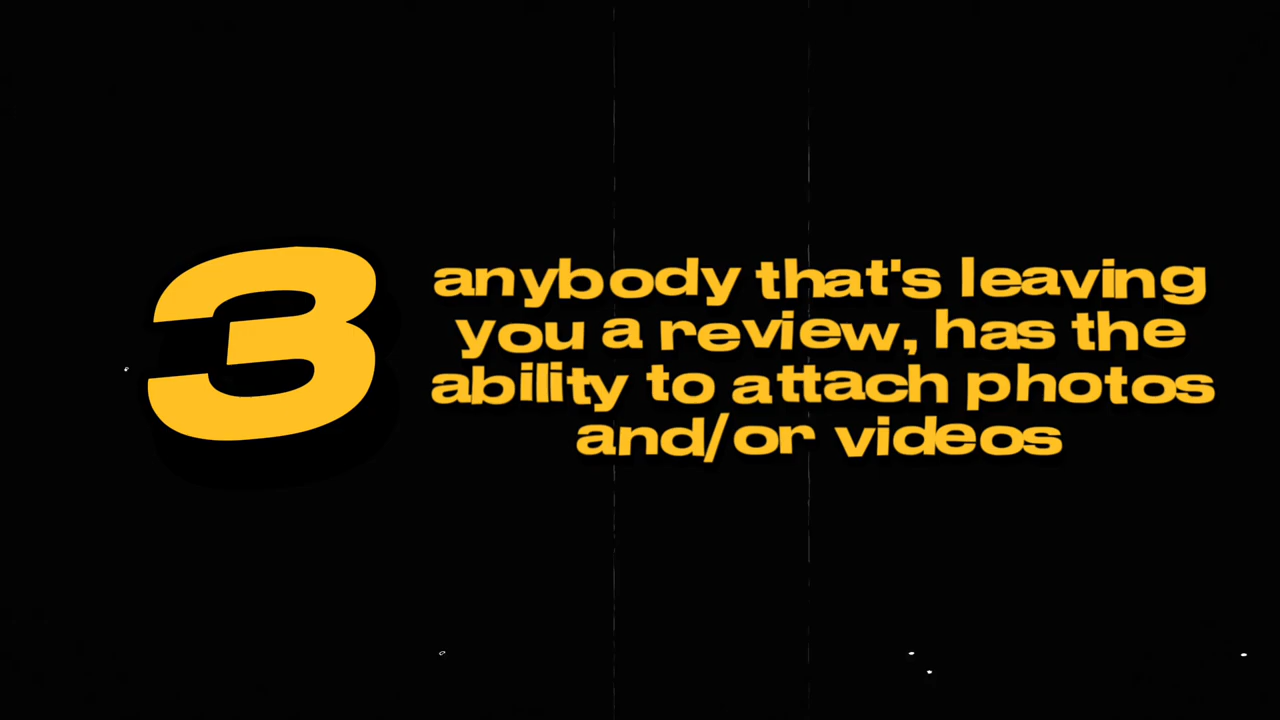 3
anybody that's leaving
you a review, has the
ability to attach photos
and/or videos